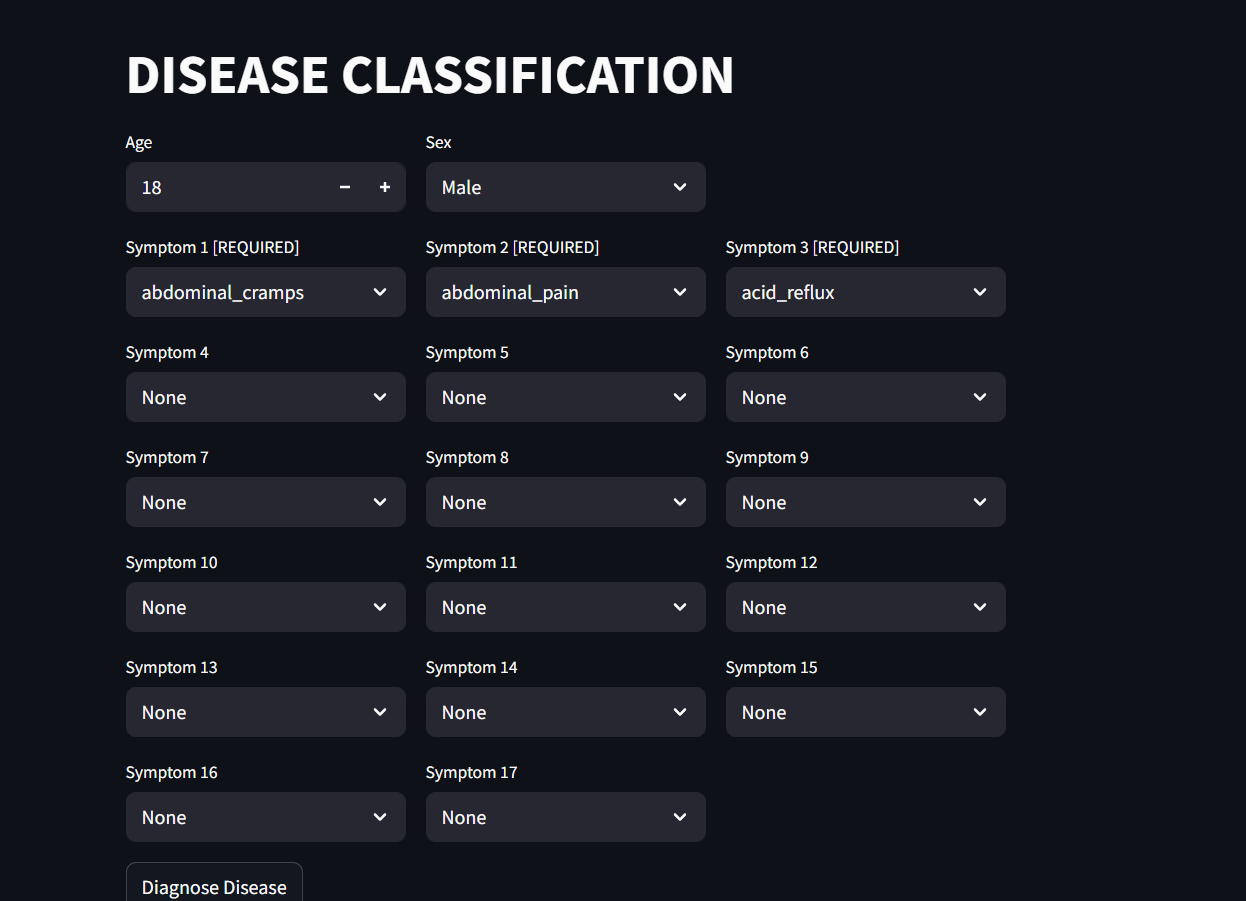 DISEASE CLASSIFICATION
Age Sex
18 Male
Symptom 1 [REQUIRED] Symptom 2 [REQUIRED] Symptom 3 [REQUIRED]
abdominal_cramps abdominal_pain acid_reflux
Symptom 4 Symptom 5 Symptom 6
None None None
Symptom 7 Symptom 8 Symptom 9
None None None
Symptom 10 Symptom 11 Symptom 12
None None None
Symptom 13 Symptom 14 Symptom 15
None None None
Symptom 16 Symptom 17
None None
Diagnose Disease